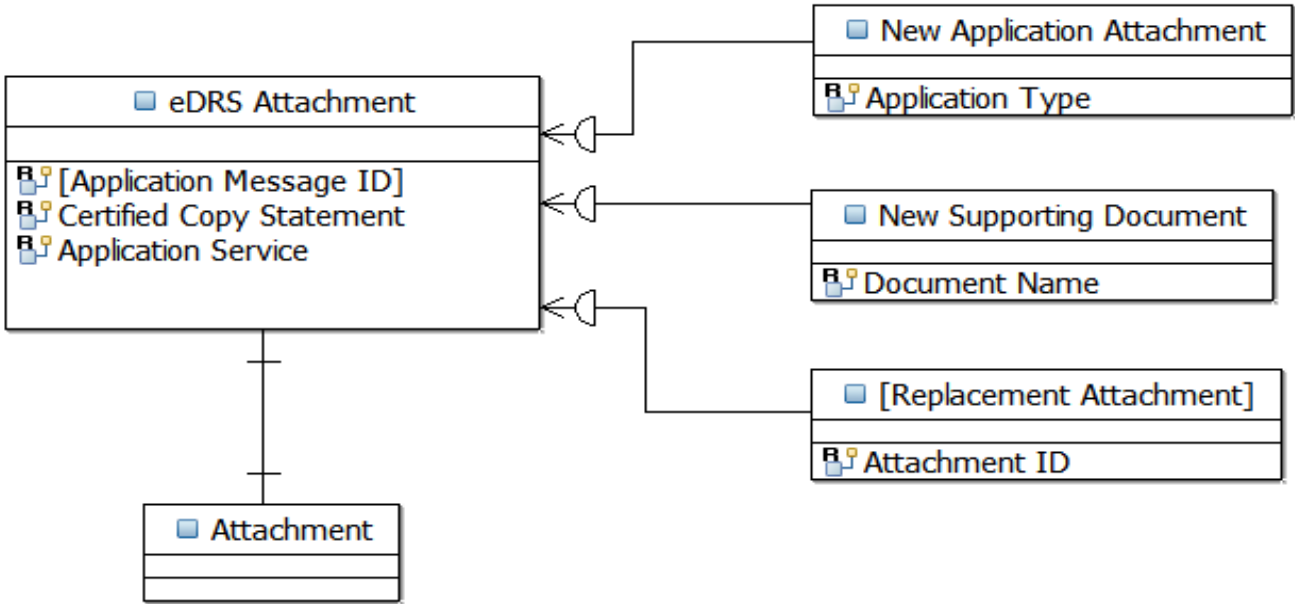 eDRS Attachment
[Application Message ID]
Certified Copy Statement
Application Service
New Application Attachment
Application Type
New Supporting Document
Document Name
[Replacement Attachment]
Attachment ID
Attachment